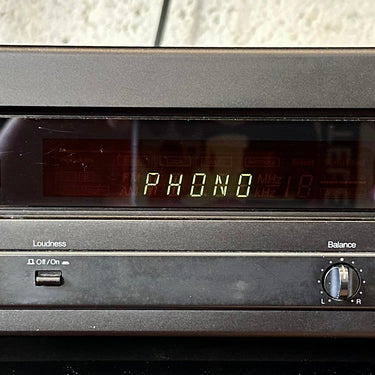 PHONO
Loudness
Balance
Off/On
L R